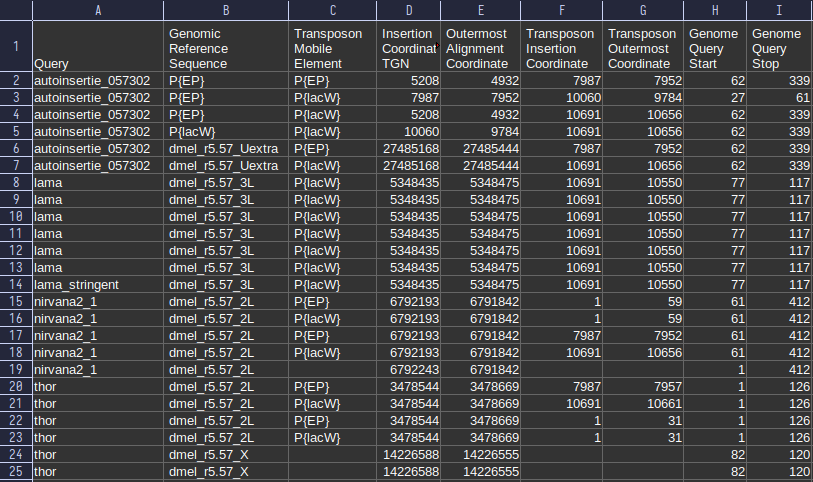 A B C D E F G H I
1 Query Genomic Reference Sequence Transposon Mobile Element Insertion Coordinat TGN Outermost Alignment Coordinate Transposon Insertion Coordinate Transposon Outermost Coordinate Genome Query Start Genome Query Stop
2 autoinsertie_057302 P{EP} P{EP} 5208 4932 7987 7952 62 339
3 autoinsertie_057302 P{EP} P{lacW} 7987 7952 10060 9784 27 61
4 autoinsertie_057302 P{EP} P{lacW} 5208 4932 10691 10656 62 339
5 autoinsertie_057302 P{lacW} P{lacW} 10060 9784 10691 10656 62 339
6 autoinsertie_057302 dmel_r5.57_Uextra P{EP} 27485168 27485444 7987 7952 62 339
7 autoinsertie_057302 dmel_r5.57_Uextra P{lacW} 27485168 27485444 10691 10656 62 339
8 lama dmel_r5.57_3L P{lacW} 5348435 5348475 10691 10550 77 117
9 lama dmel_r5.57_3L P{lacW} 5348435 5348475 10691 10550 77 117
10 lama dmel_r5.57_3L P{lacW} 5348435 5348475 10691 10550 77 117
11 lama dmel_r5.57_3L P{lacW} 5348435 5348475 10691 10550 77 117
12 lama dmel_r5.57_3L P{lacW} 5348435 5348475 10691 10550 77 117
13 lama dmel_r5.57_3L P{lacW} 5348435 5348475 10691 10550 77 117
14 lama_stringent dmel_r5.57_3L P{lacW} 5348435 5348475 10691 10550 77 117
15 nirvana2_1 dmel_r5.57_2L P{EP} 6792193 6791842 1 59 61 412
16 nirvana2_1 dmel_r5.57_2L P{lacW} 6792193 6791842 1 59 61 412
17 nirvana2_1 dmel_r5.57_2L P{EP} 6792193 6791842 7987 7952 61 412
18 nirvana2_1 dmel_r5.57_2L P{lacW} 6792193 6791842 10691 10656 61 412
19 nirvana2_1 dmel_r5.57_2L 6792243 6791842 1 412
20 thor dmel_r5.57_2L P{EP} 3478544 3478669 7987 7957 1 126
21 thor dmel_r5.57_2L P{lacW} 3478544 3478669 10691 10661 1 126
22 thor dmel_r5.57_2L P{EP} 3478544 3478669 1 31 1 126
23 thor dmel_r5.57_2L P{lacW} 3478544 3478669 1 31 1 126
24 thor dmel_r5.57_X 14226588 14226555 82 120
25 thor dmel_r5.57_X 14226588 14226555 82 120